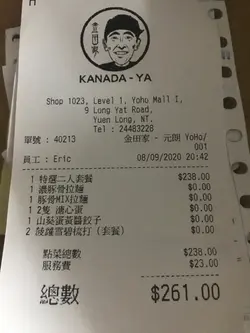 金田家
KANADA-YA
Shop 1023, Level 1, Yoho Mall I,
9 Long Yat Road,
Yuen Long, NT.
Tel : 24483228
單號 : 40213 金田家 - 元朗 YoHo/
001
員工 : Eric 08/09/2020 20:42
1 特選二人套餐 $238.00
1 濃豚骨拉麵 $0.00
1 豚骨MIX拉麵 $0.00
1 2隻 溏心蛋 $0.00
1 山葵蛋黃醬餃子 $0.00
2 玻樽雪碧梳打 (套餐) $0.00
點菜總數 $238.00
服務費 $23.00
總數 $261.00